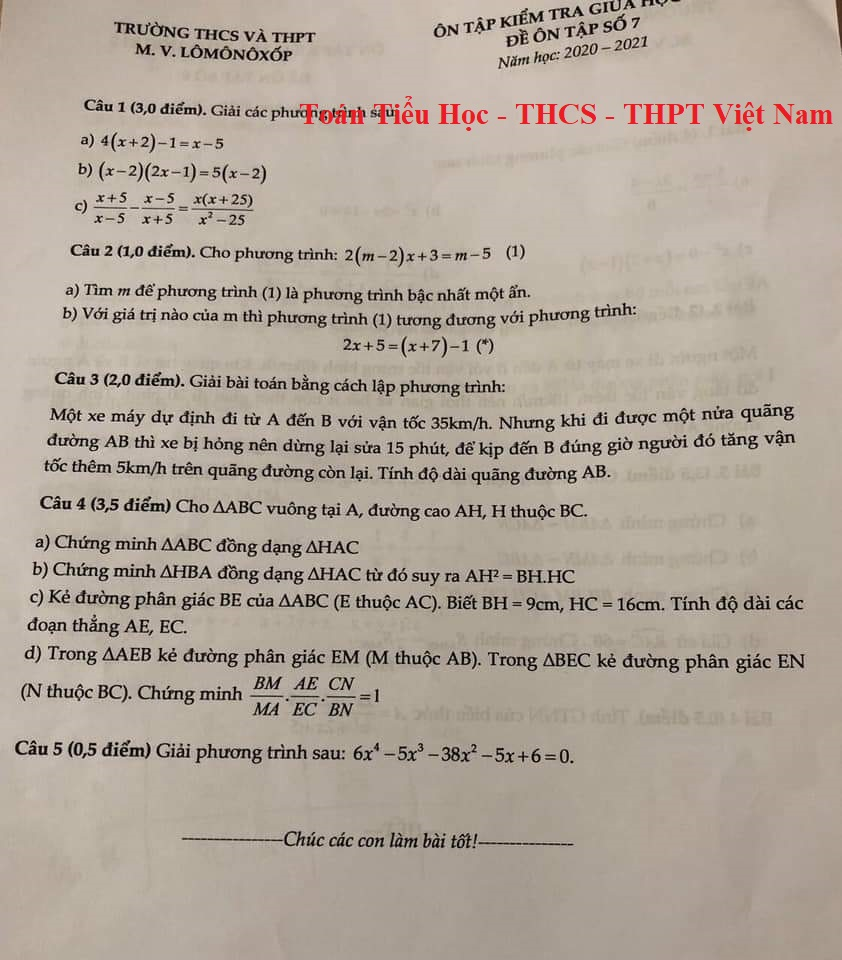 TRƯỜNG THCS VÀ THPT
M. V. LÔMÔNÔXỐP
ÔN TẬP KIỂM TRA GIỮA HỌC
ĐỀ ÔN TẬP SỐ 7
Năm học: 2020 – 2021
Toán Tiểu Học - THCS - THPT Việt Nam
Câu 1 (3,0 điểm). Giải các phương trình sau
a) 4(x+2)−1=x−5
b) (x−2)(2x−1)=5(x−2)
c) (x+5)/(x−5) − (x−5)/(x+5) = x(x+25)/(x²−25)
Câu 2 (1,0 điểm). Cho phương trình: 2(m−2)x+3=m−5 (1)
a) Tìm m để phương trình (1) là phương trình bậc nhất một ẩn.
b) Với giá trị nào của m thì phương trình (1) tương đương với phương trình:
2x+5=(x+7)−1 (*)
Câu 3 (2,0 điểm). Giải bài toán bằng cách lập phương trình:
Một xe máy dự định đi từ A đến B với vận tốc 35km/h. Nhưng khi đi được một nửa quãng
đường AB thì xe bị hỏng nên dừng lại sửa 15 phút, để kịp đến B đúng giờ người đó tăng vận
tốc thêm 5km/h trên quãng đường còn lại. Tính độ dài quãng đường AB.
Câu 4 (3,5 điểm) Cho ΔABC vuông tại A, đường cao AH, H thuộc BC.
a) Chứng minh ΔABC đồng dạng ΔHAC
b) Chứng minh ΔHBA đồng dạng ΔHAC từ đó suy ra AH² = BH.HC
c) Kẻ đường phân giác BE của ΔABC (E thuộc AC). Biết BH = 9cm, HC = 16cm. Tính độ dài các
đoạn thẳng AE, EC.
d) Trong ΔAEB kẻ đường phân giác EM (M thuộc AB). Trong ΔBEC kẻ đường phân giác EN
(N thuộc BC). Chứng minh BM/MA . AE/EC . CN/BN = 1
Câu 5 (0,5 điểm) Giải phương trình sau: 6x⁴−5x³−38x²−5x+6=0.
-----------------Chúc các con làm bài tốt!----------------